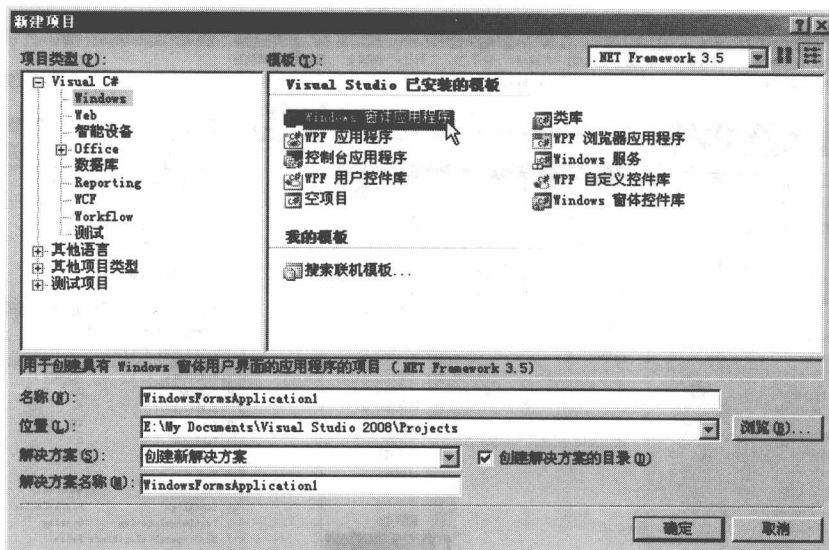 新建项目
项目类型(P):
模板(T):
.NET Framework 3.5
Visual C#
Windows
Web
智能设备
Office
数据库
Reporting
WCF
Workflow
测试
其他语言
其他项目类型
测试项目
Visual Studio 已安装的模板
Windows 窗体应用程序
WPF 应用程序
控制台应用程序
WPF 用户控件库
空项目
类库
WPF 浏览器应用程序
Windows 服务
WPF 自定义控件库
Windows 窗体控件库
我的模板
搜索联机模板...
用于创建具有 Windows 窗体用户界面的应用程序的项目 (.NET Framework 3.5)
名称(N):
WindowsFormsApplication1
位置(L):
E:\My Documents\Visual Studio 2008\Projects
浏览(B)...
解决方案(S):
创建新解决方案
创建解决方案的目录(D)
解决方案名称(M):
WindowsFormsApplication1
确定
取消